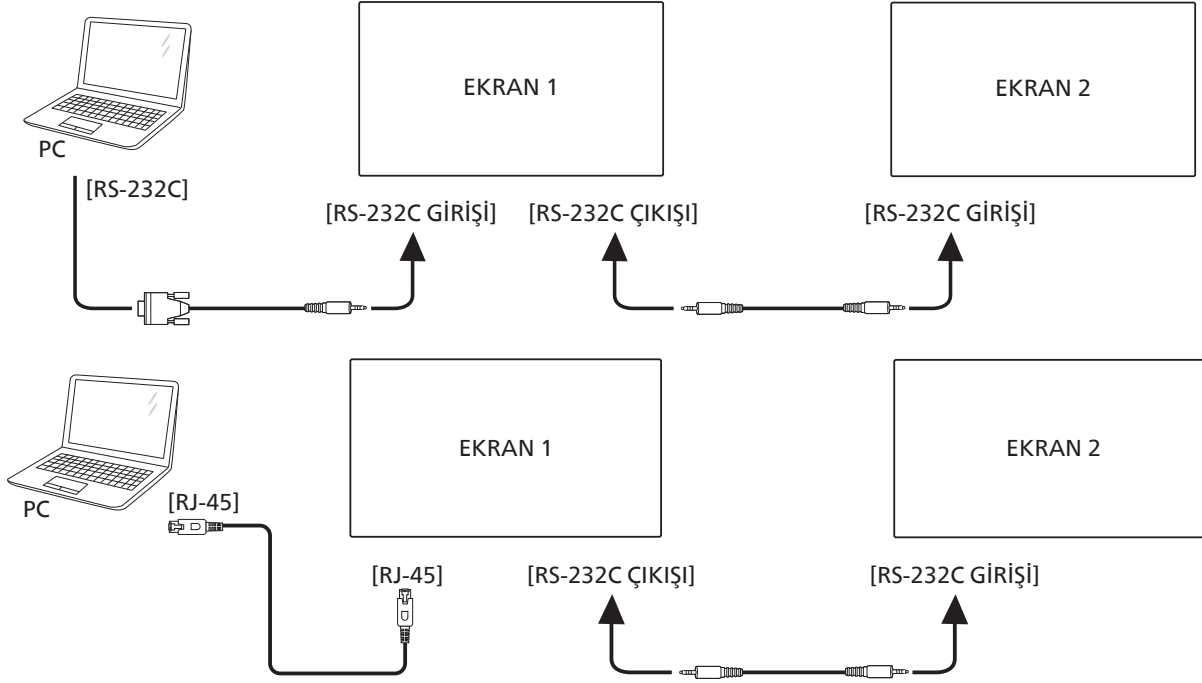 EKRAN 1
EKRAN 2
PC
[RS-232C]
[RS-232C GİRİŞİ]
[RS-232C ÇIKIŞI]
[RS-232C GİRİŞİ]
EKRAN 1
EKRAN 2
PC
[RJ-45]
[RJ-45]
[RS-232C ÇIKIŞI]
[RS-232C GİRİŞİ]